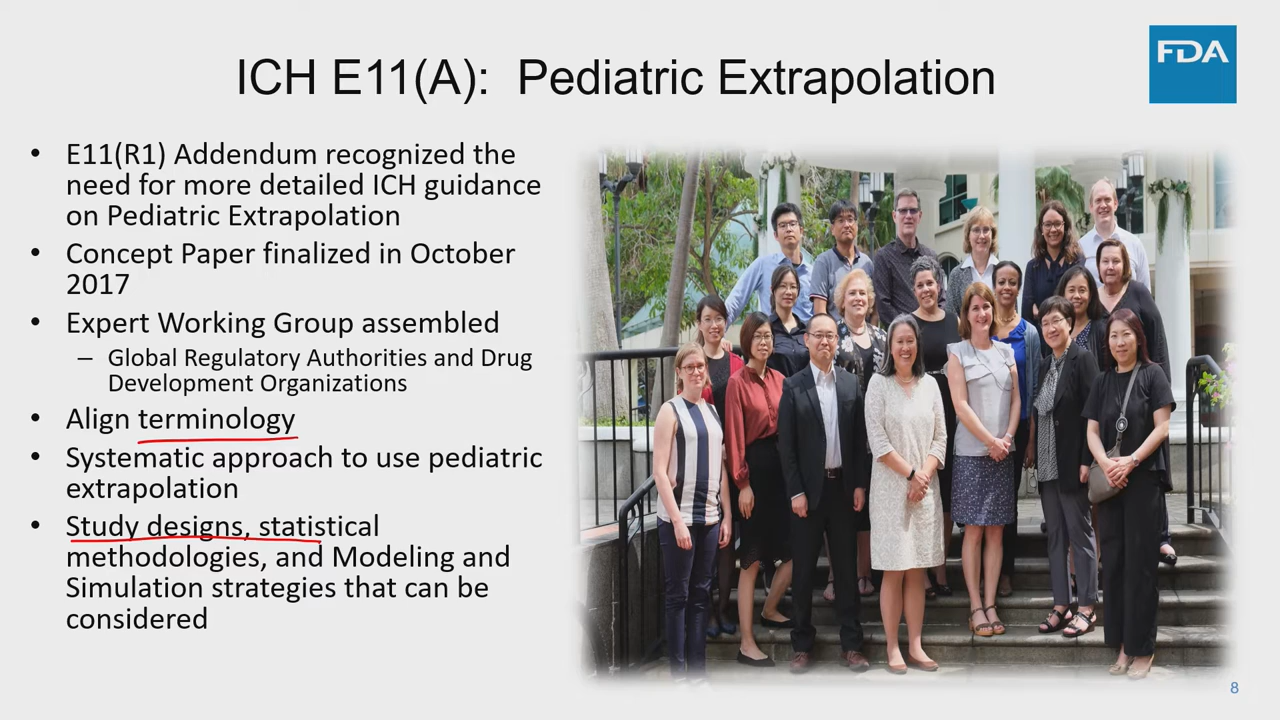 FDA
ICH E11(A): Pediatric Extrapolation
• E11(R1) Addendum recognized the
need for more detailed ICH guidance
on Pediatric Extrapolation
• Concept Paper finalized in October
2017
• Expert Working Group assembled
– Global Regulatory Authorities and Drug
Development Organizations
• Align terminology
• Systematic approach to use pediatric
extrapolation
• Study designs, statistical
methodologies, and Modeling and
Simulation strategies that can be
considered
8